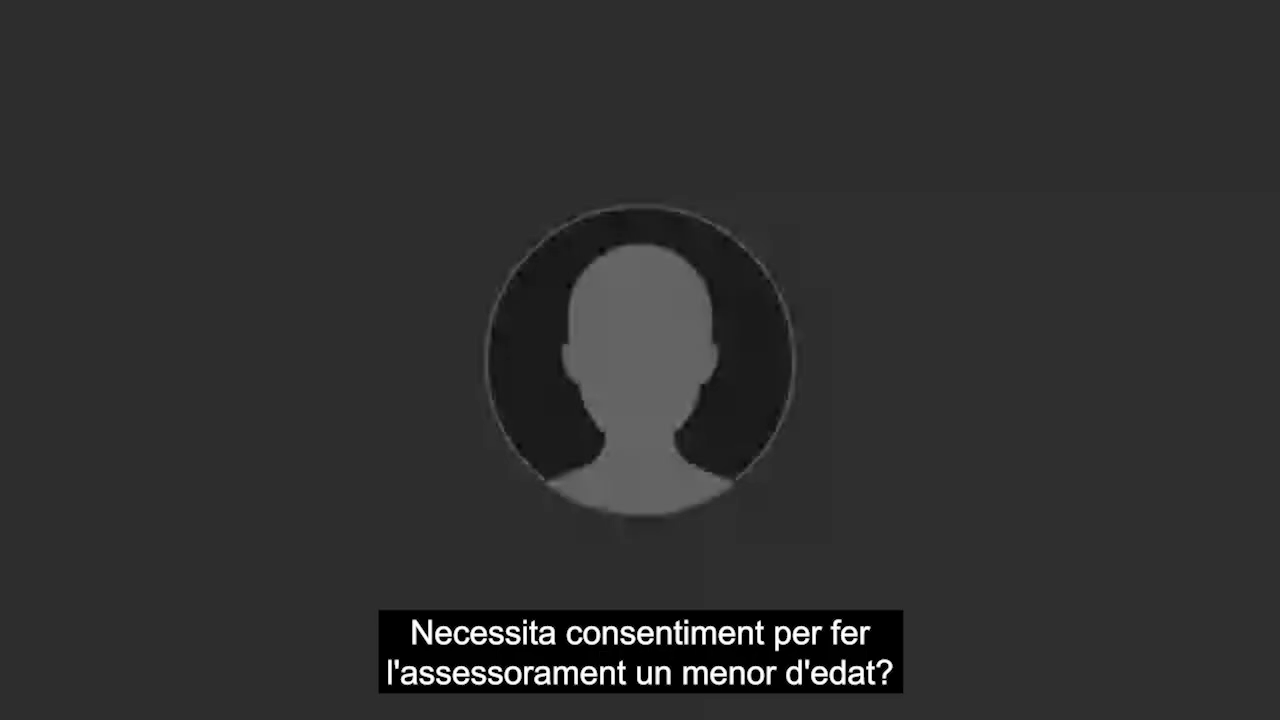 Necessita consentiment per fer
l'assessorament un menor d'edat?